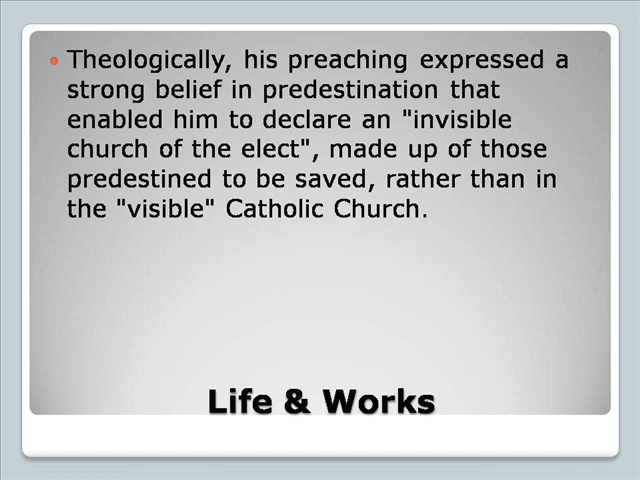 Theologically, his preaching expressed a
strong belief in predestination that
enabled him to declare an "invisible
church of the elect", made up of those
predestined to be saved, rather than in
the "visible" Catholic Church.
Life & Works